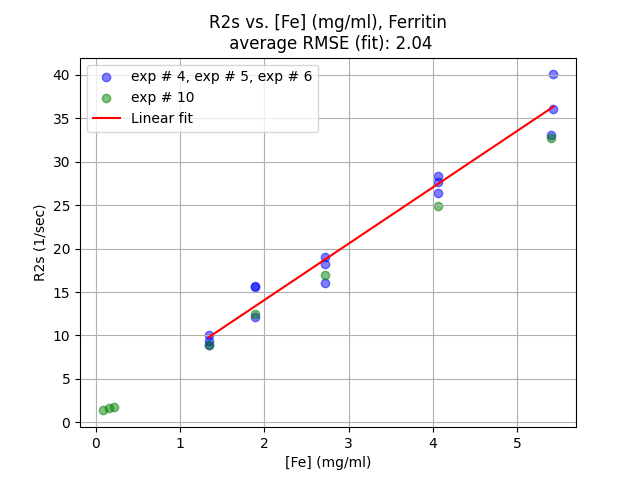 R2s vs. [Fe] (mg/ml), Ferritin
average RMSE (fit): 2.04
exp # 4, exp # 5, exp # 6
exp # 10
Linear fit
40
35
30
25
20
15
10
5
0
R2s (1/sec)
0 1 2 3 4 5
[Fe] (mg/ml)